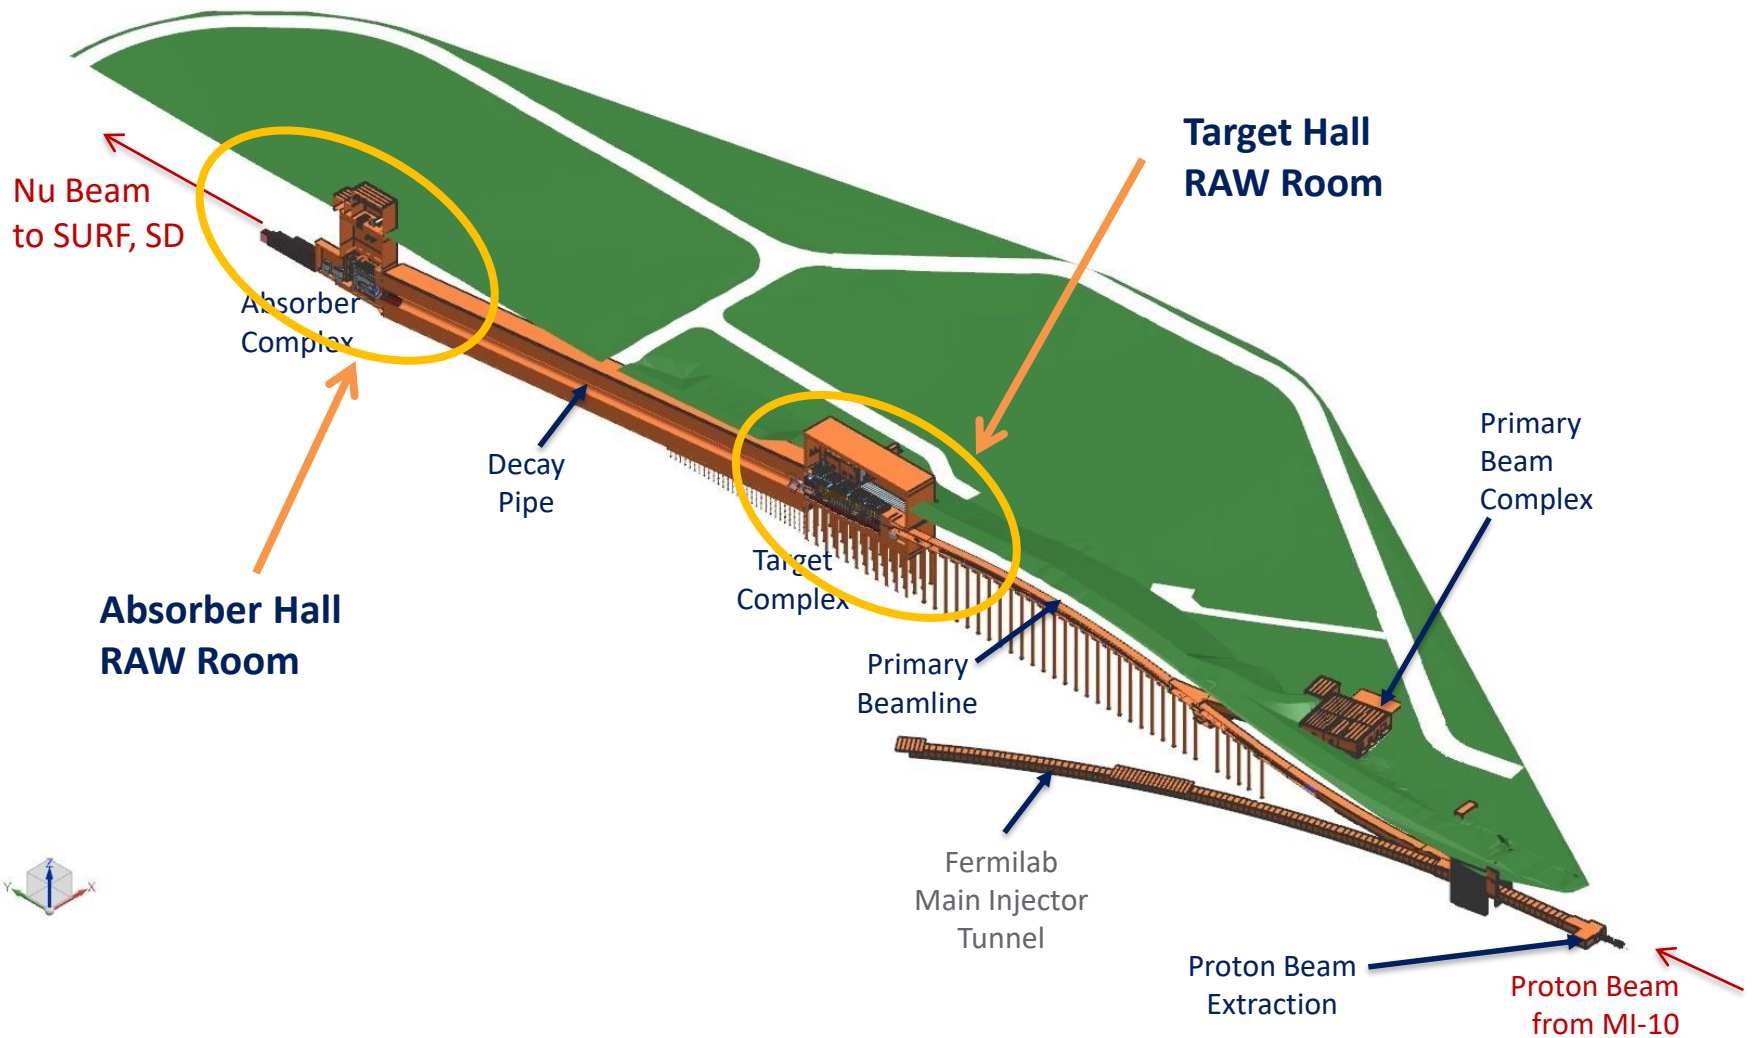 Target Hall
RAW Room
Nu Beam
to SURF, SD
Absorber
Complex
Primary
Beam
Complex
Decay
Pipe
Target
Complex
Absorber Hall
RAW Room
Primary
Beamline
Fermilab
Main Injector
Tunnel
Proton Beam
Extraction
Proton Beam
from MI-10
Z
Y
X